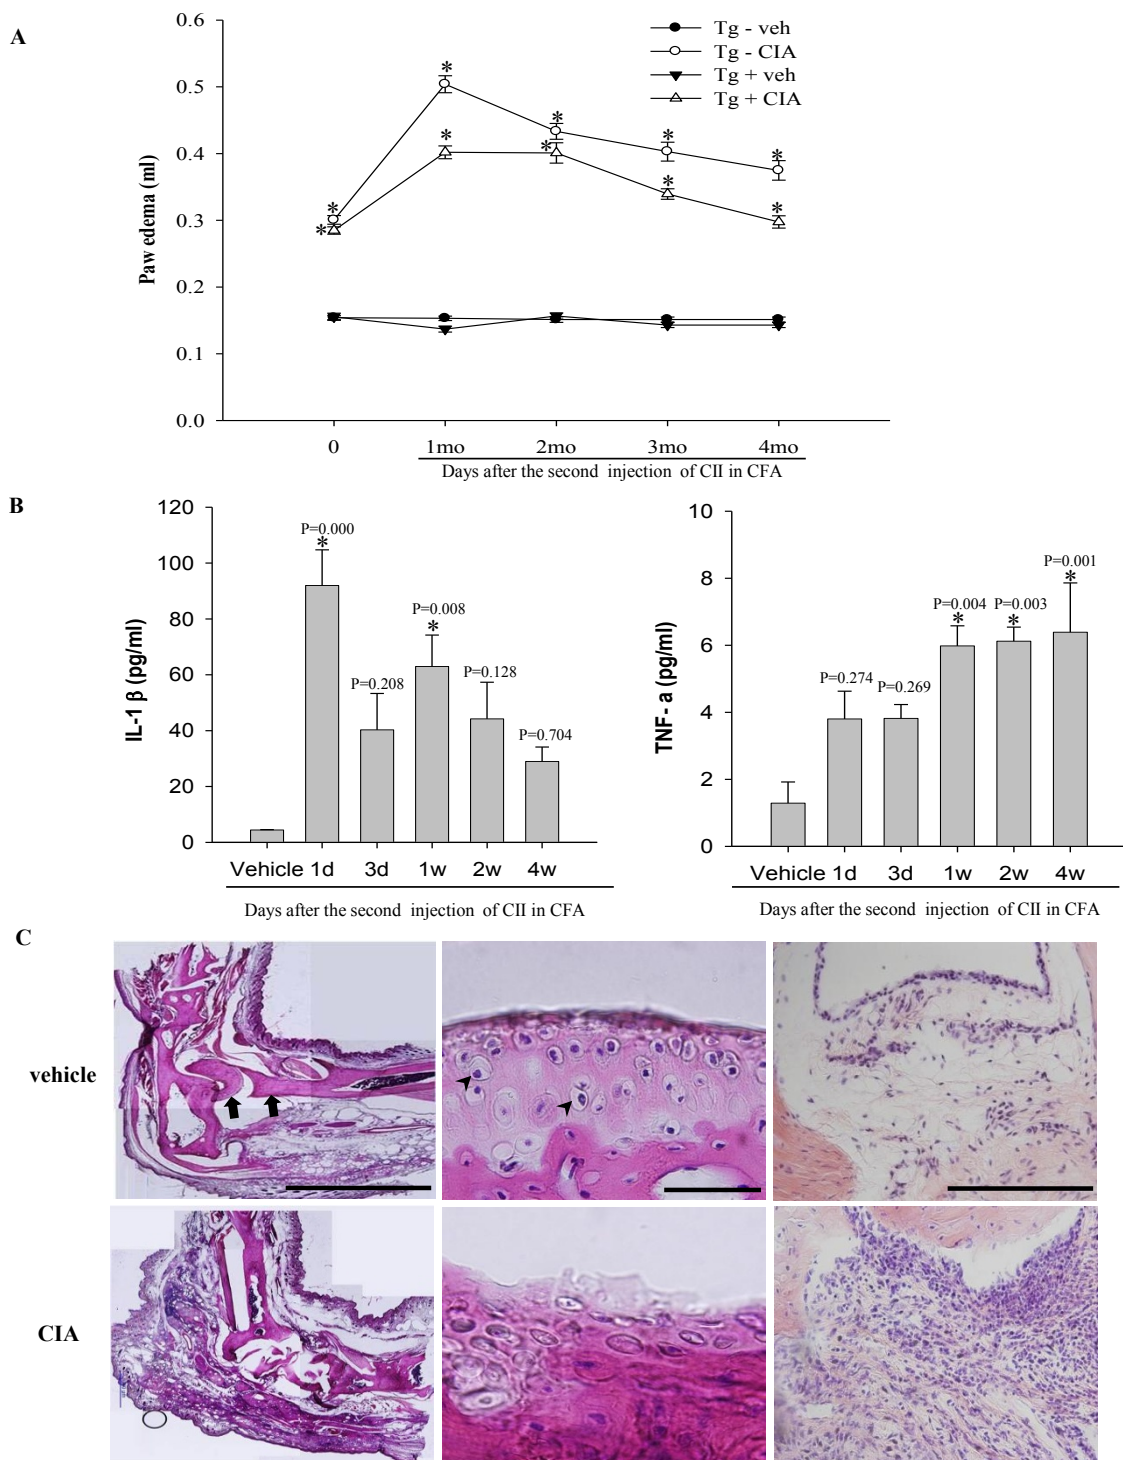 A
0.6
0.5
0.4
0.3
0.2
0.1
0.0
Paw edema (ml)
Tg - veh
Tg - CIA
Tg + veh
Tg + CIA
*
*
*
*
*
*
*
*
*
*
0 1mo 2mo 3mo 4mo
Days after the second injection of CII in CFA
B
120
100
80
60
40
20
0
IL-1 β (pg/ml)
P=0.000
*
P=0.208
P=0.008
*
P=0.128
P=0.704
Vehicle 1d 3d 1w 2w 4w
Days after the second injection of CII in CFA
10
8
6
4
2
0
TNF- a (pg/ml)
P=0.274
P=0.269
P=0.004
*
P=0.003
*
P=0.001
*
Vehicle 1d 3d 1w 2w 4w
Days after the second injection of CII in CFA
C
vehicle
CIA